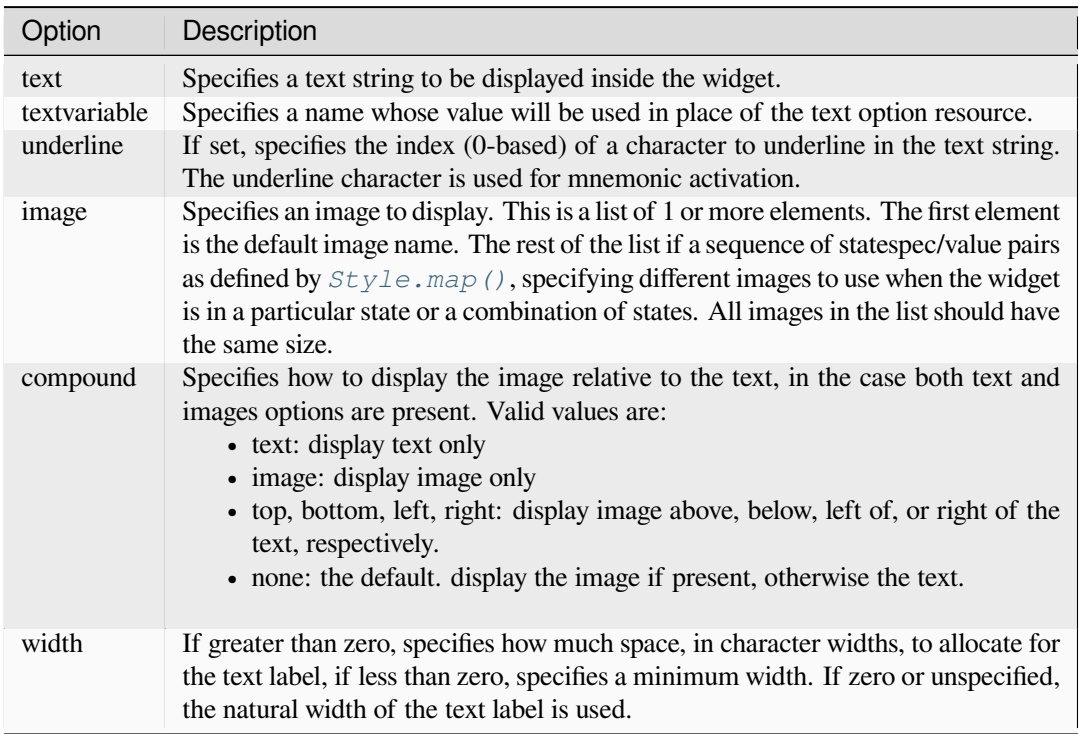 Option Description
text Specifies a text string to be displayed inside the widget.
textvariable Specifies a name whose value will be used in place of the text option resource.
underline If set, specifies the index (0-based) of a character to underline in the text string.
The underline character is used for mnemonic activation.
image Specifies an image to display. This is a list of 1 or more elements. The first element
is the default image name. The rest of the list if a sequence of statespec/value pairs
as defined by Style.map(), specifying different images to use when the widget
is in a particular state or a combination of states. All images in the list should have
the same size.
compound Specifies how to display the image relative to the text, in the case both text and
images options are present. Valid values are:
• text: display text only
• image: display image only
• top, bottom, left, right: display image above, below, left of, or right of the
text, respectively.
• none: the default. display the image if present, otherwise the text.
width If greater than zero, specifies how much space, in character widths, to allocate for
the text label, if less than zero, specifies a minimum width. If zero or unspecified,
the natural width of the text label is used.